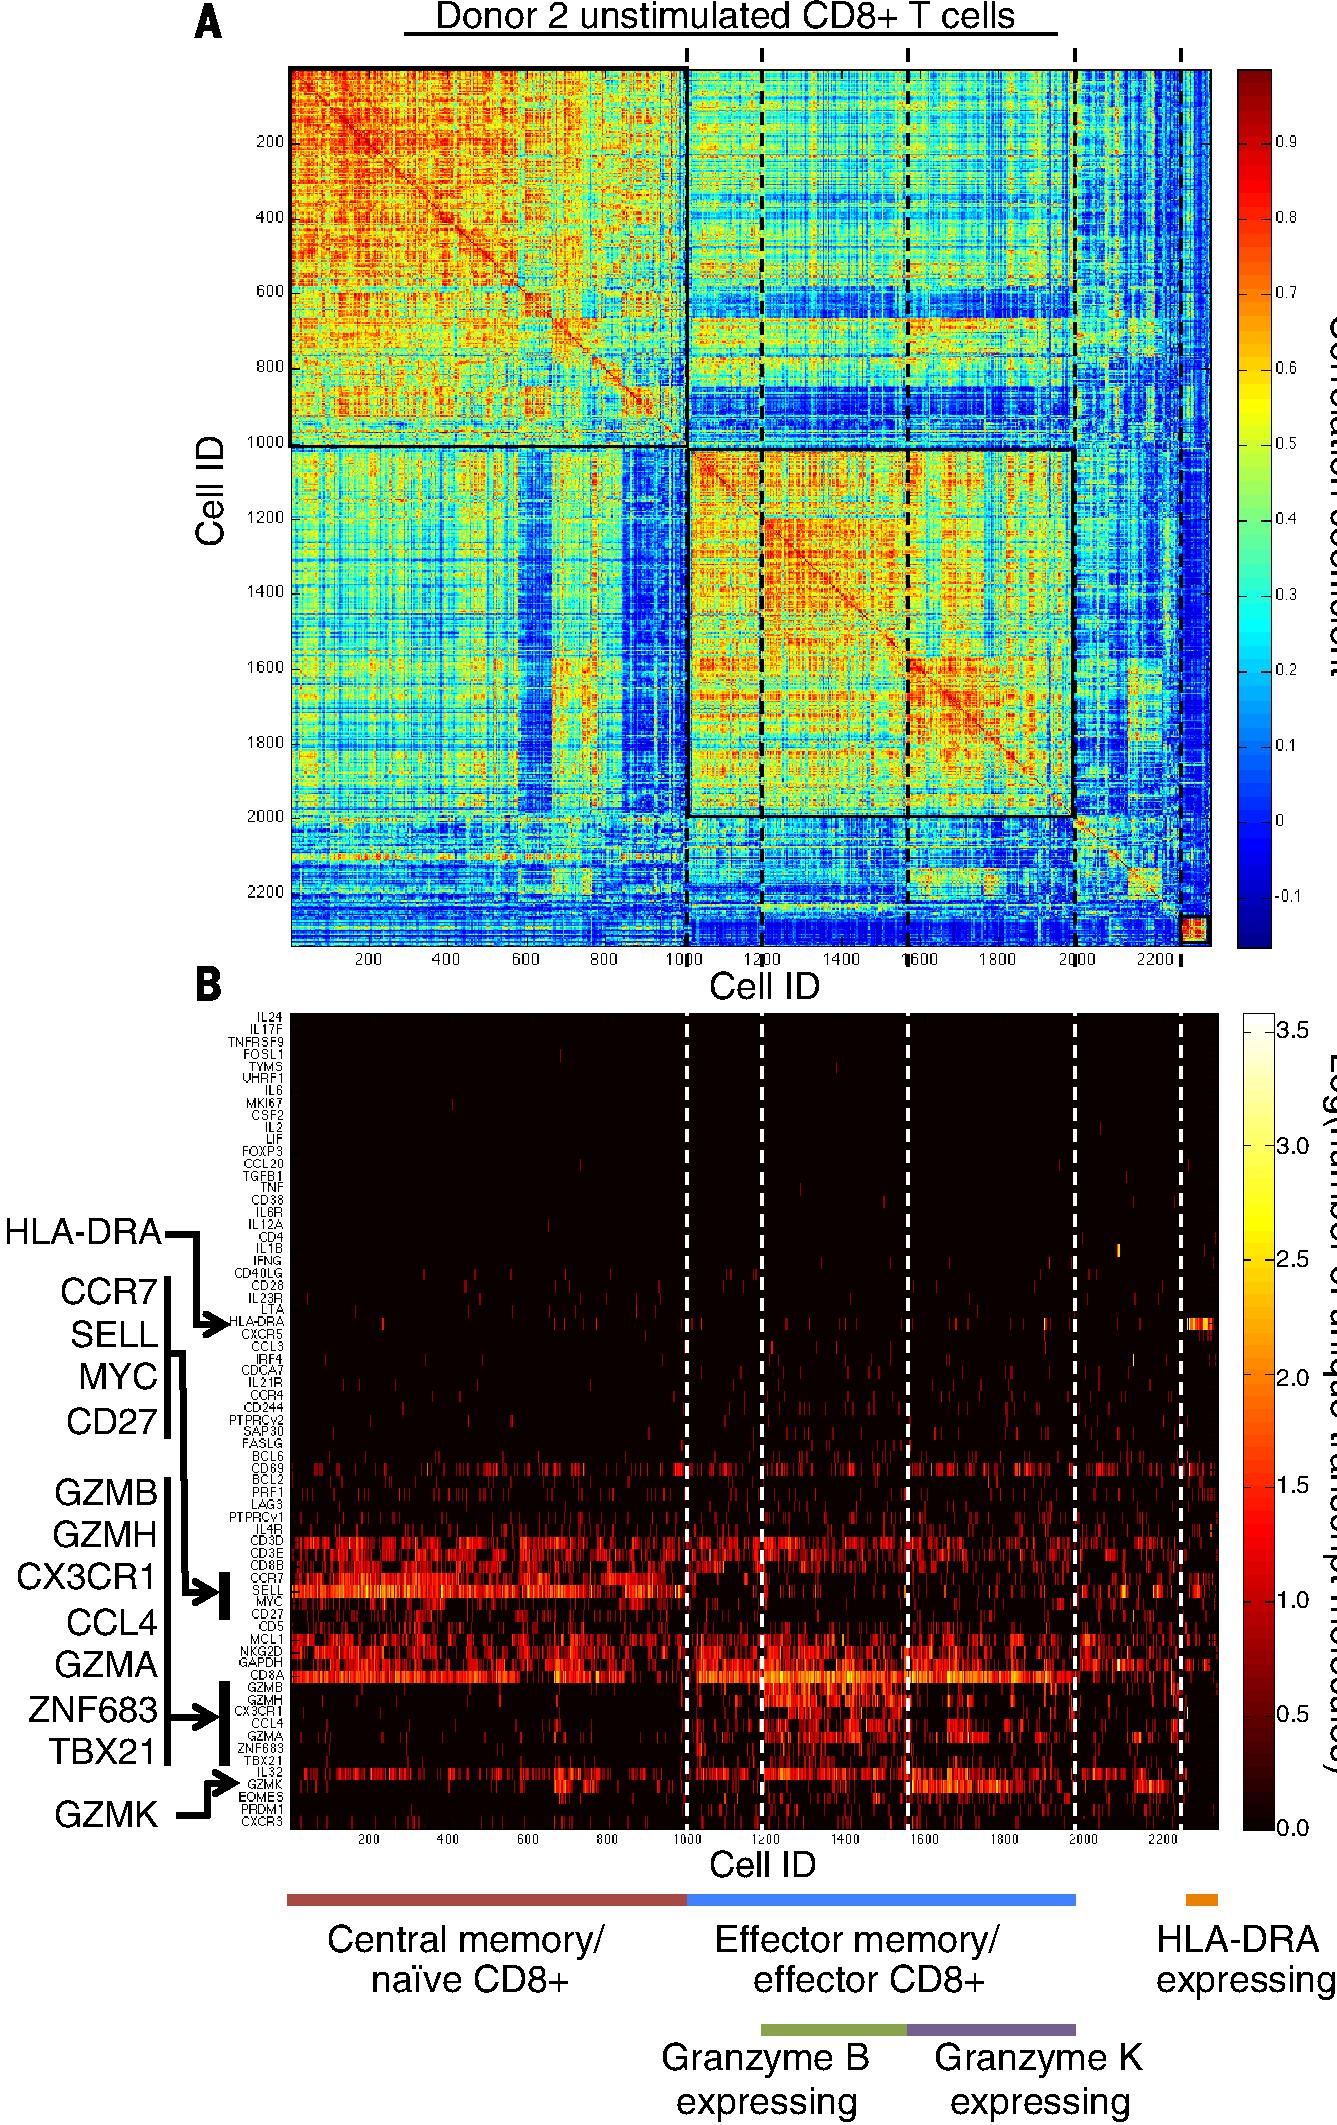 A
Donor 2 unstimulated CD8+ T cells
Cell ID
200
400
600
800
1000
1200
1400
1600
1800
2000
2200
200 400 600 800 1000 1200 1400 1600 1800 2000 2200
Cell ID
0.9
0.8
0.7
0.6
0.5
0.4
0.3
0.2
0.1
0
-0.1
Correlation coefficient
B
IL24
IL17F
TNFRSF9
FOSL1
TYMS
UHRF1
IL6
MKI67
CSF2
IL2
LIF
FOXP3
CCL20
TGFB1
TNF
CD38
IL6R
IL12A
CD4
IL1B
IFNG
CD40LG
CD28
IL23R
LTA
HLA-DRA
CXCR5
CCL3
IRF4
CDCA7
IL21R
CCR4
CD244
PTPRCv2
SAP30
FASLG
BCL6
CD69
BCL2
PRF1
LAG3
PTPRCv1
IL4R
CD3D
CD3E
CD8B
CCR7
SELL
MYC
CD27
CD5
MCL1
NKG2D
GAPDH
CD8A
GZMB
GZMH
CX3CR1
CCL4
GZMA
ZNF683
TBX21
IL32
GZMK
EOMES
PRDM1
CXCR3
HLA-DRA
CCR7
SELL
MYC
CD27
GZMB
GZMH
CX3CR1
CCL4
GZMA
ZNF683
TBX21
GZMK
200 400 600 800 1000 1200 1400 1600 1800 2000 2200
Cell ID
3.5
3.0
2.5
2.0
1.5
1.0
0.5
0.0
Log(number of unique transcript molecules)
Central memory/
naïve CD8+
Effector memory/
effector CD8+
HLA-DRA
expressing
Granzyme B
expressing
Granzyme K
expressing